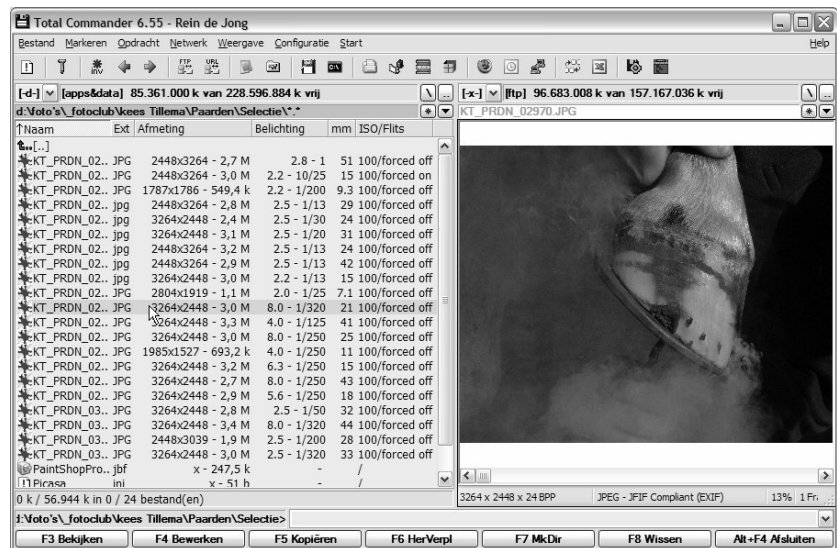 Total Commander 6.55 - Rein de Jong
Bestand Markeren Opdracht Netwerk Weergave Configuratie Start Help
[-d-] [apps&data] 85.361.000 k van 228.596.884 k vrij \ ..
[-x-] [ftp] 96.683.008 k van 157.167.036 k vrij \ ..
d:\foto's\_fotoclub\kees Tillema\Paarden\Selectie\*.* * ▼
KT_PRDN_02970.JPG * ▼
↑Naam Ext Afmeting Belichting mm ISO/Flits
[..]
KT_PRDN_02.. JPG 2448x3264 - 2,7 M 2.8 - 1 51 100/forced off
KT_PRDN_02.. JPG 2448x3264 - 3,0 M 2.2 - 10/25 15 100/forced on
KT_PRDN_02.. JPG 1787x1786 - 549,4 k 2.2 - 1/200 9.3 100/forced off
KT_PRDN_02.. jpg 2448x3264 - 2,8 M 2.5 - 1/13 29 100/forced off
KT_PRDN_02.. jpg 3264x2448 - 2,4 M 2.5 - 1/30 24 100/forced off
KT_PRDN_02.. jpg 3264x2448 - 3,1 M 2.5 - 1/20 31 100/forced off
KT_PRDN_02.. jpg 2448x3264 - 3,2 M 2.5 - 1/13 24 100/forced off
KT_PRDN_02.. jpg 2448x3264 - 2,9 M 2.5 - 1/13 42 100/forced off
KT_PRDN_02.. jpg 3264x2448 - 3,0 M 2.2 - 1/13 15 100/forced off
KT_PRDN_02.. JPG 2804x1919 - 1,1 M 2.0 - 1/25 7.1 100/forced off
KT_PRDN_02.. JPG 3264x2448 - 3,0 M 8.0 - 1/320 21 100/forced off
KT_PRDN_02.. JPG 3264x2448 - 3,3 M 4.0 - 1/125 41 100/forced off
KT_PRDN_02.. JPG 3264x2448 - 3,0 M 8.0 - 1/250 25 100/forced off
KT_PRDN_02.. JPG 1985x1527 - 693,2 k 4.0 - 1/250 11 100/forced off
KT_PRDN_02.. JPG 3264x2448 - 3,2 M 6.3 - 1/250 15 100/forced off
KT_PRDN_02.. JPG 3264x2448 - 2,7 M 8.0 - 1/250 43 100/forced off
KT_PRDN_02.. JPG 3264x2448 - 2,9 M 5.6 - 1/250 18 100/forced off
KT_PRDN_03.. JPG 3264x2448 - 2,8 M 2.5 - 1/50 32 100/forced off
KT_PRDN_03.. JPG 3264x2448 - 3,4 M 8.0 - 1/320 44 100/forced off
KT_PRDN_03.. JPG 2448x3039 - 1,9 M 2.5 - 1/200 28 100/forced off
KT_PRDN_03.. JPG 3264x2448 - 3,0 M 2.5 - 1/320 33 100/forced off
PaintShopPro.. jbf x - 247,5 k - /
Picasa ini x - 51 b - /
0 k / 56.944 k in 0 / 24 bestand(en)
3264 x 2448 x 24 BPP JPEG - JFIF Compliant (EXIF) 13% 1 Fr.
d:\foto's\_fotoclub\kees Tillema\Paarden\Selectie>
F3 Bekijken F4 Bewerken F5 Kopiëren F6 HerVerpl F7 MkDir F8 Wissen Alt+F4 Afsluiten